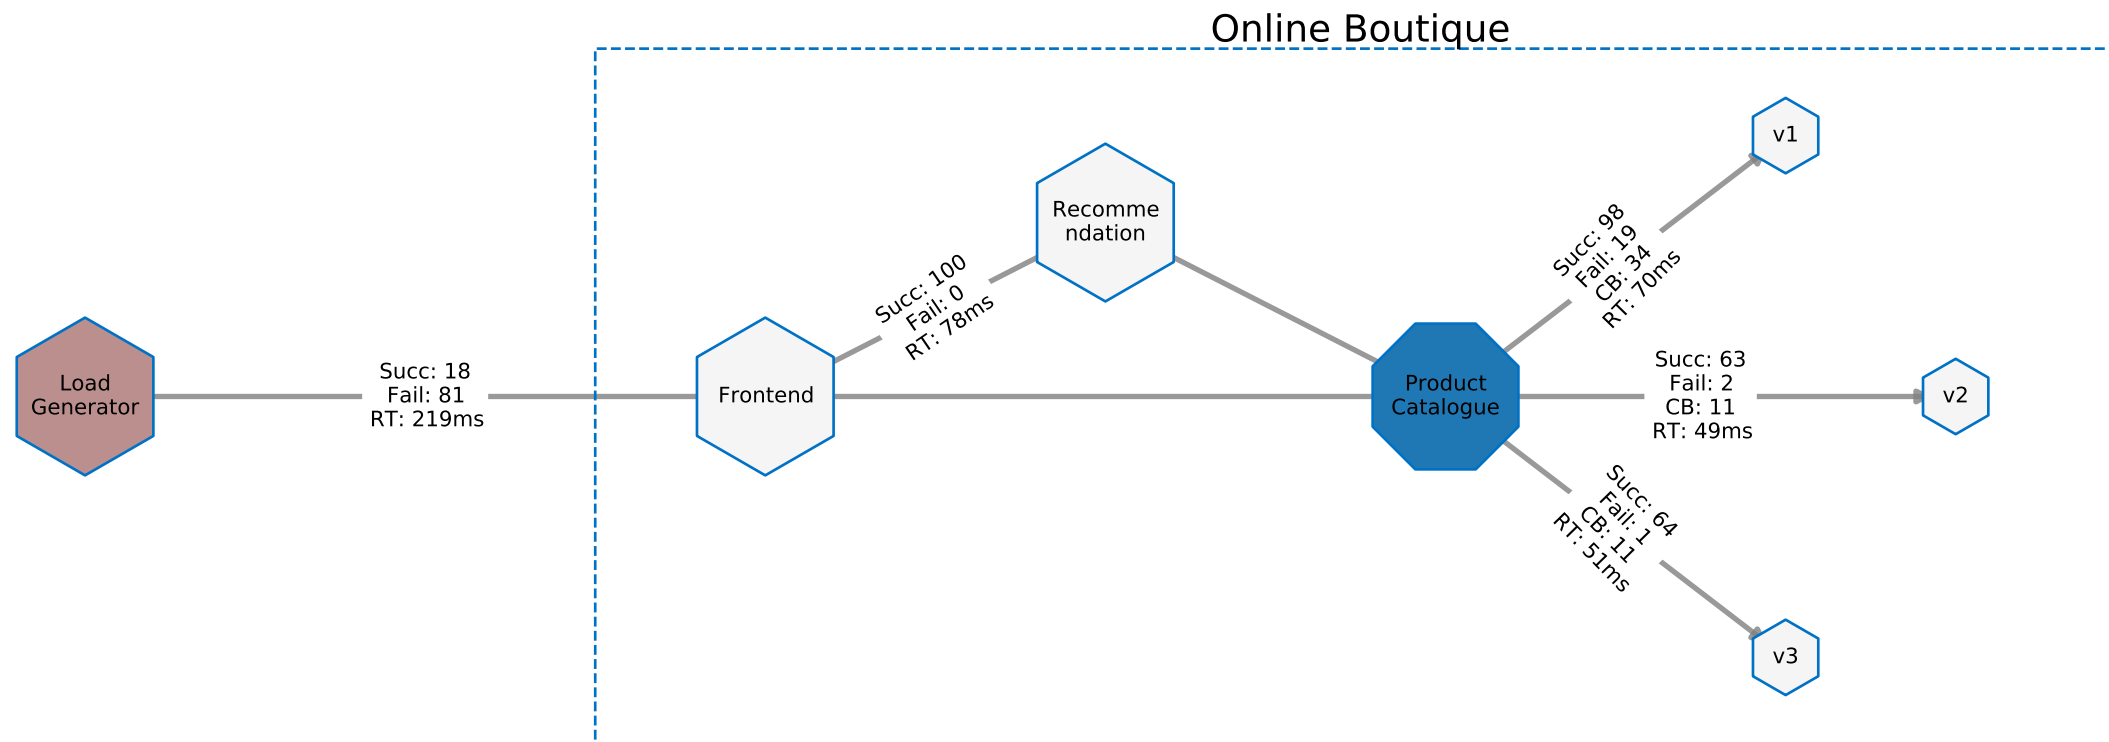 Online Boutique
Load
Generator
Succ: 18
Fail: 81
RT: 219ms
Frontend
Succ: 100
Fail: 0
RT: 78ms
Recomme
ndation
Product
Catalogue
Succ: 98
Fail: 19
CB: 34
RT: 70ms
v1
Succ: 63
Fail: 2
CB: 11
RT: 49ms
v2
Succ: 64
Fail: 1
CB: 11
RT: 51ms
v3